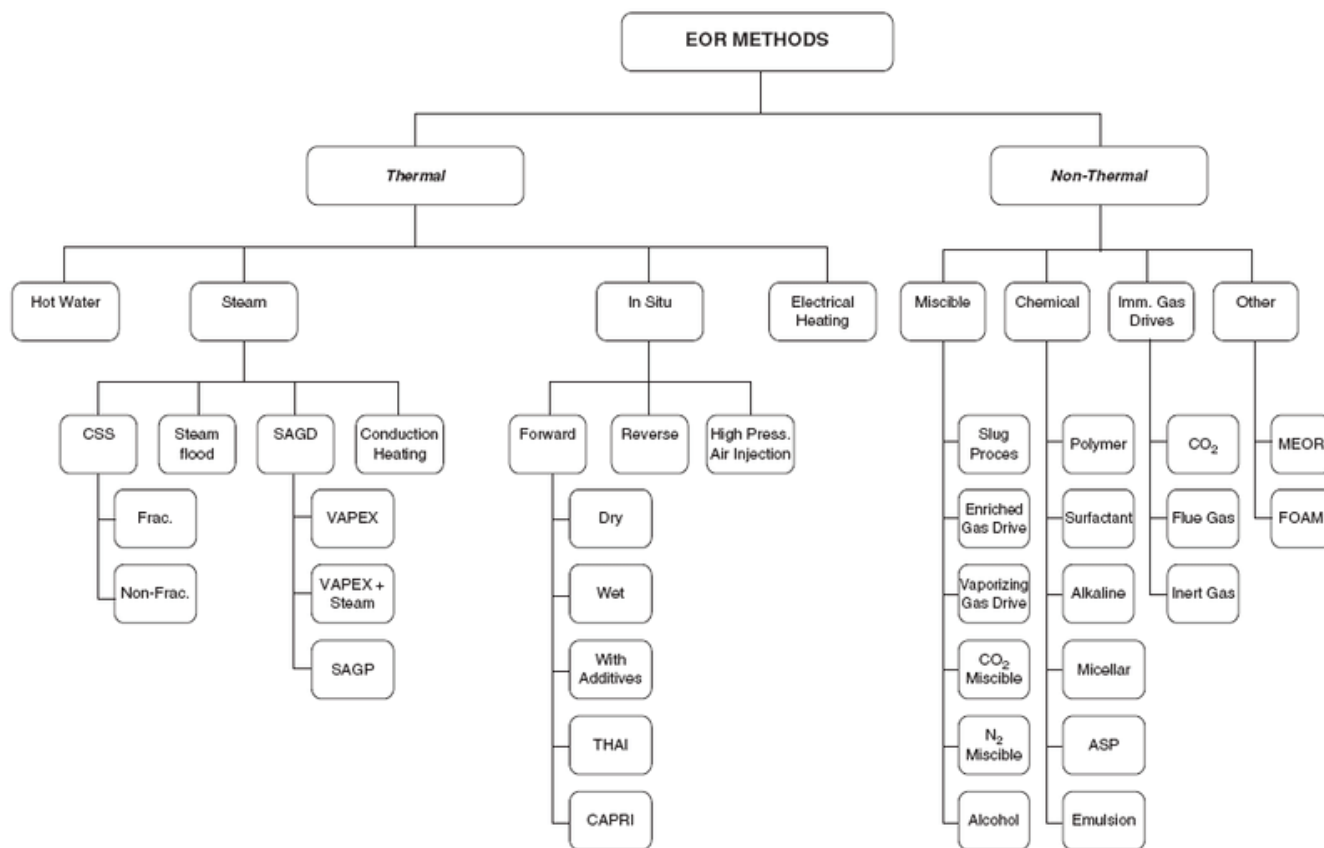 EOR METHODS
Thermal
Non-Thermal
Hot Water
Steam
In Situ
Electrical
Heating
Miscible
Chemical
Imm. Gas
Drives
Other
CSS
Steam
flood
SAGD
Conduction
Heating
Forward
Reverse
High Press.
Air Injection
Slug
Proces
Polymer
CO2
MEOR
Frac.
VAPEX
Dry
Enriched
Gas Drive
Surfactant
Flue Gas
FOAM
Non-Frac.
VAPEX +
Steam
Wet
Vaporizing
Gas Drive
Alkaline
Inert Gas
SAGP
With
Additives
CO2
Miscible
Micellar
THAI
N2
Miscible
ASP
CAPRI
Alcohol
Emulsion